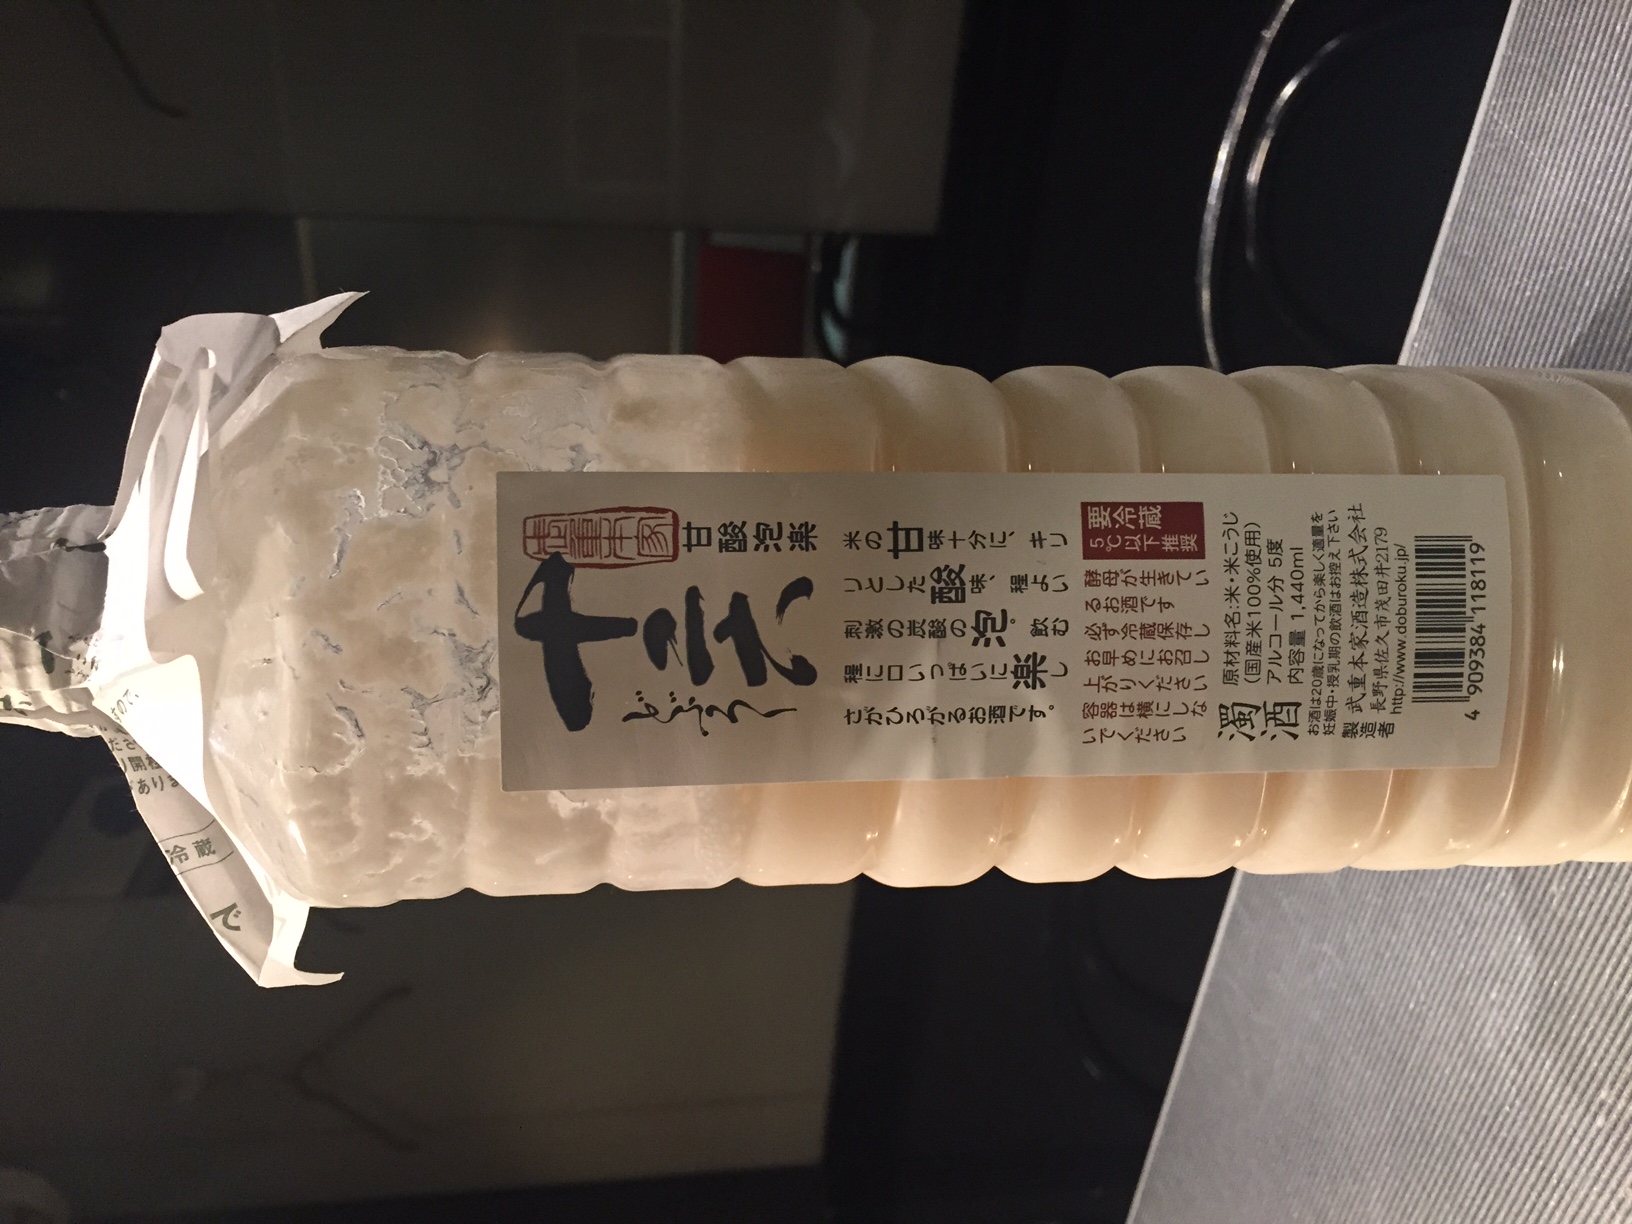 十二六
どぶろく
武重本家
甘酸泡楽
米の甘味十分に、キリ
リとした酸味、程よい
刺激の炭酸の泡。飲む
程に口いっぱいに楽し
さがひろがるお酒です。
要冷蔵
5℃以下推奨
酵母が生きてい
るお酒です
必ず冷蔵保存し
お早めにお召し
上がりください
容器は横にしな
いでください
濁酒
原材料名:米・米こうじ
(国産米100%使用)
アルコール分 5度
内容量 1,440ml
お酒は20歳になってから楽しく適量を
妊娠中・授乳期の飲酒はお控え下さい
製造者
武重本家酒造株式会社
長野県佐久市茂田井2179
http://www.doburoku.jp/
4 909384 118119
冷蔵
で